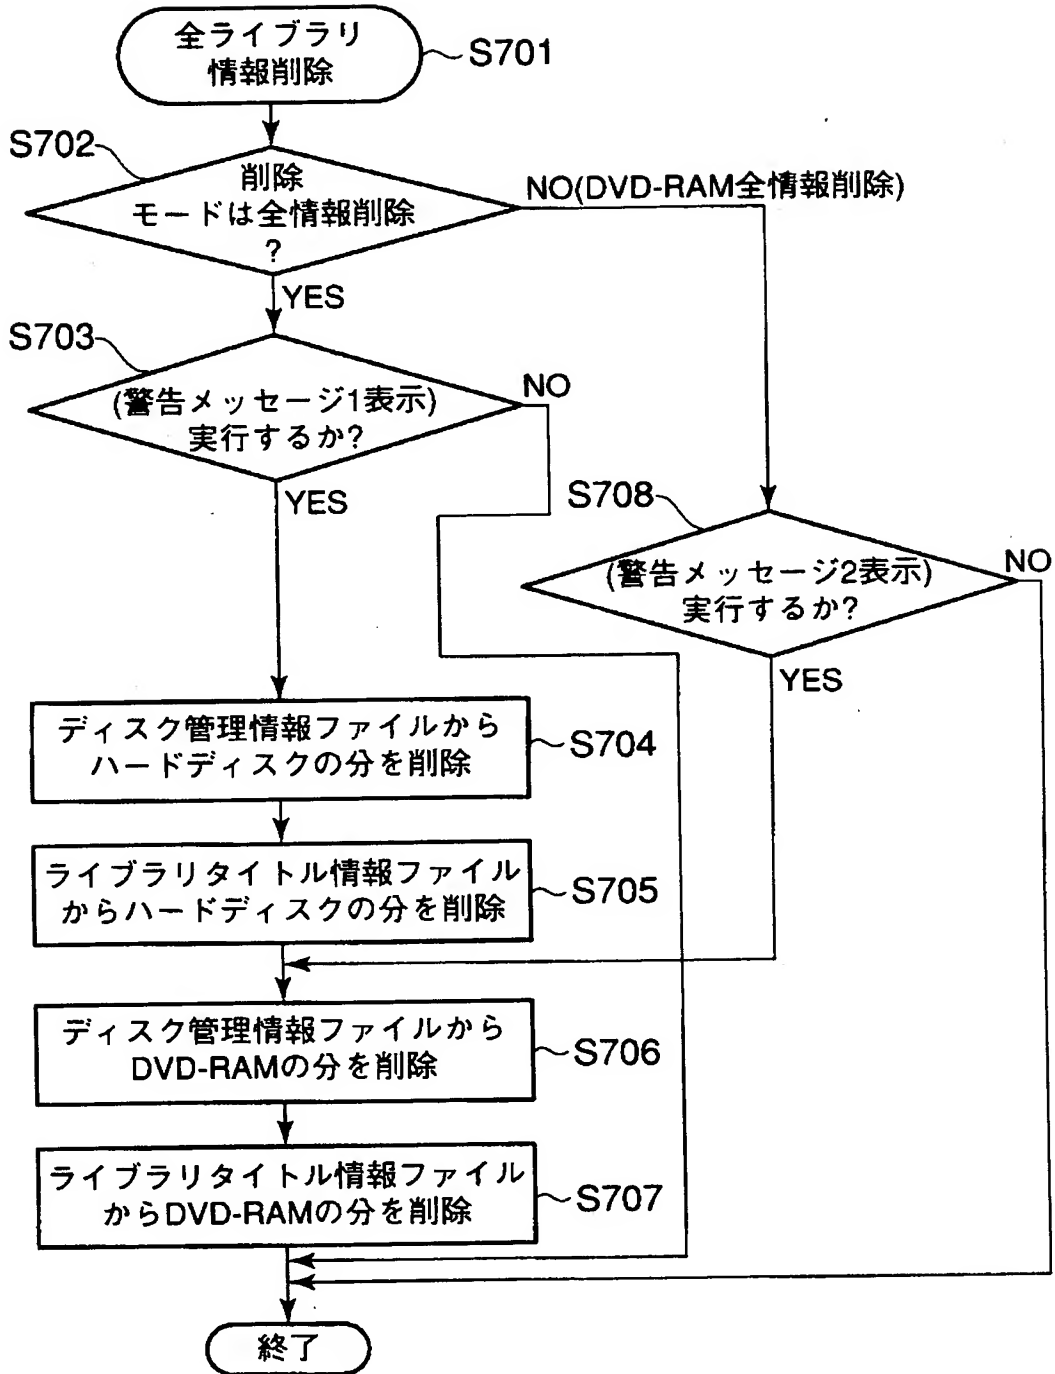 全ライブラリ
情報削除
S701
S702
削除
モードは全情報削除
?
NO(DVD-RAM全情報削除)
YES
S703
(警告メッセージ1表示)
実行するか?
NO
YES
S708
(警告メッセージ2表示)
実行するか?
NO
YES
ディスク管理情報ファイルから
ハードディスクの分を削除
S704
ライブラリタイトル情報ファイル
からハードディスクの分を削除
S705
ディスク管理情報ファイルから
DVD-RAMの分を削除
S706
ライブラリタイトル情報ファイル
からDVD-RAMの分を削除
S707
終了